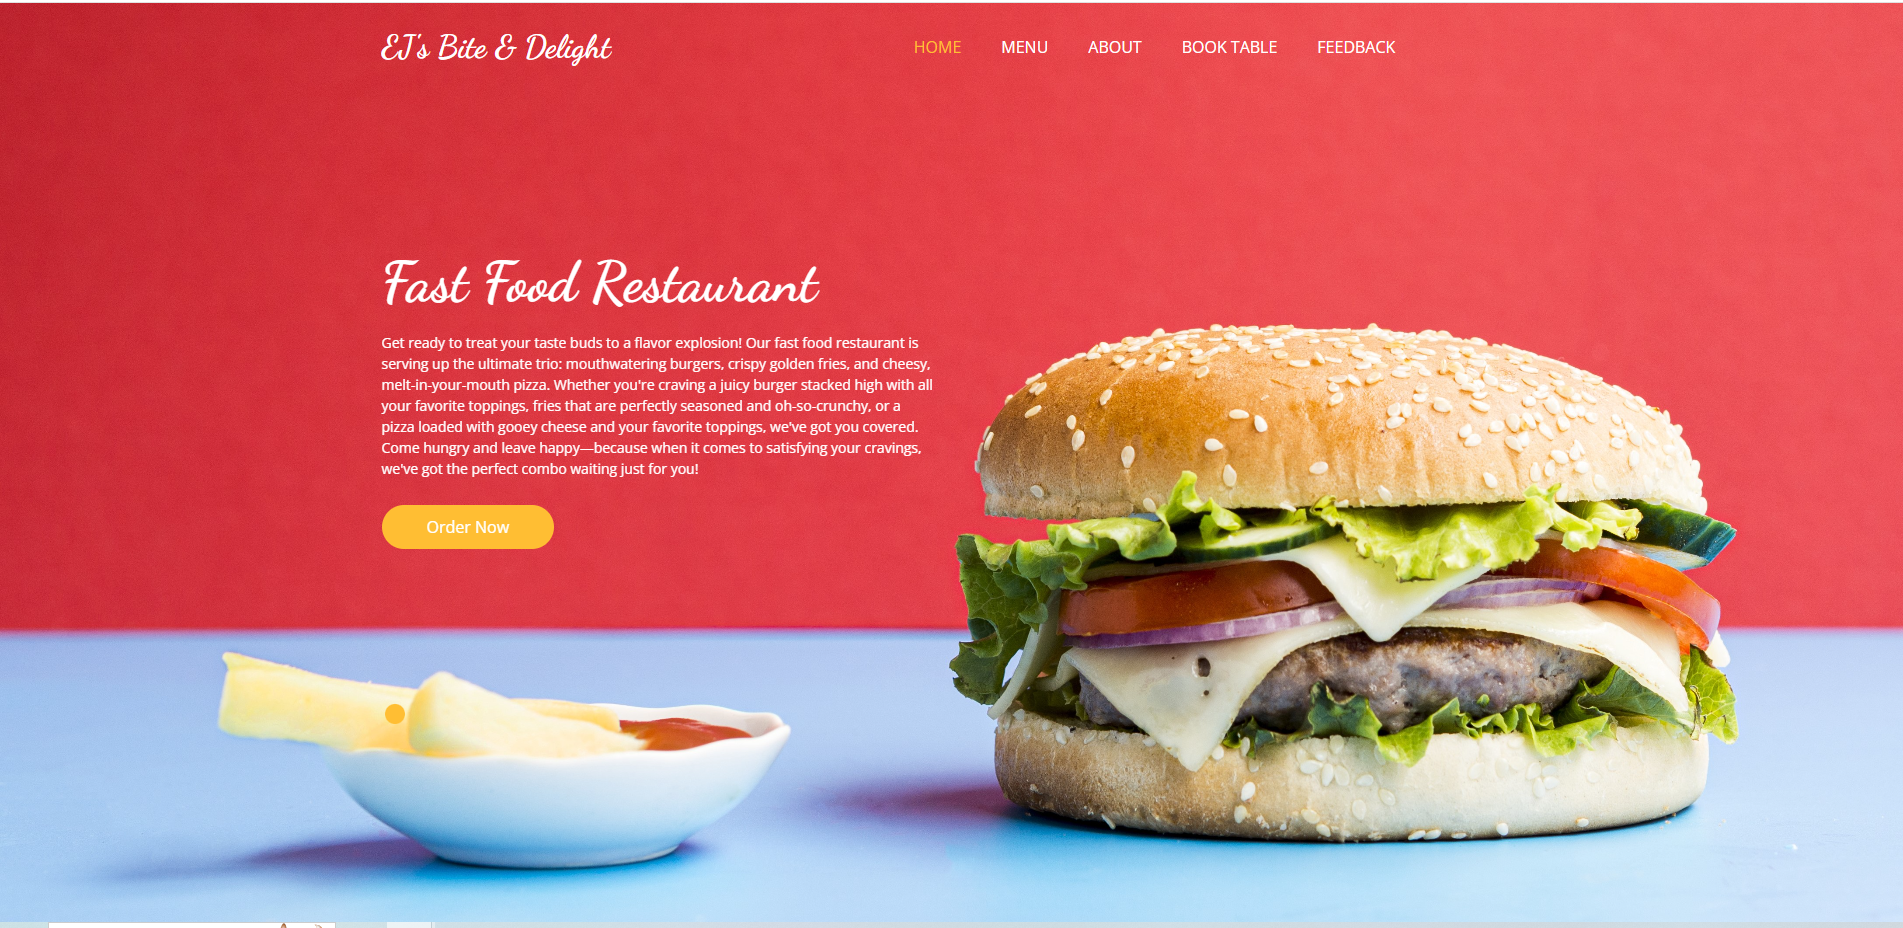 EJ's Bite & Delight
HOME MENU ABOUT BOOK TABLE FEEDBACK
Fast Food Restaurant
Get ready to treat your taste buds to a flavor explosion! Our fast food restaurant is
serving up the ultimate trio: mouthwatering burgers, crispy golden fries, and cheesy,
melt-in-your-mouth pizza. Whether you're craving a juicy burger stacked high with all
your favorite toppings, fries that are perfectly seasoned and oh-so-crunchy, or a
pizza loaded with gooey cheese and your favorite toppings, we've got you covered.
Come hungry and leave happy—because when it comes to satisfying your cravings,
we've got the perfect combo waiting just for you!
Order Now